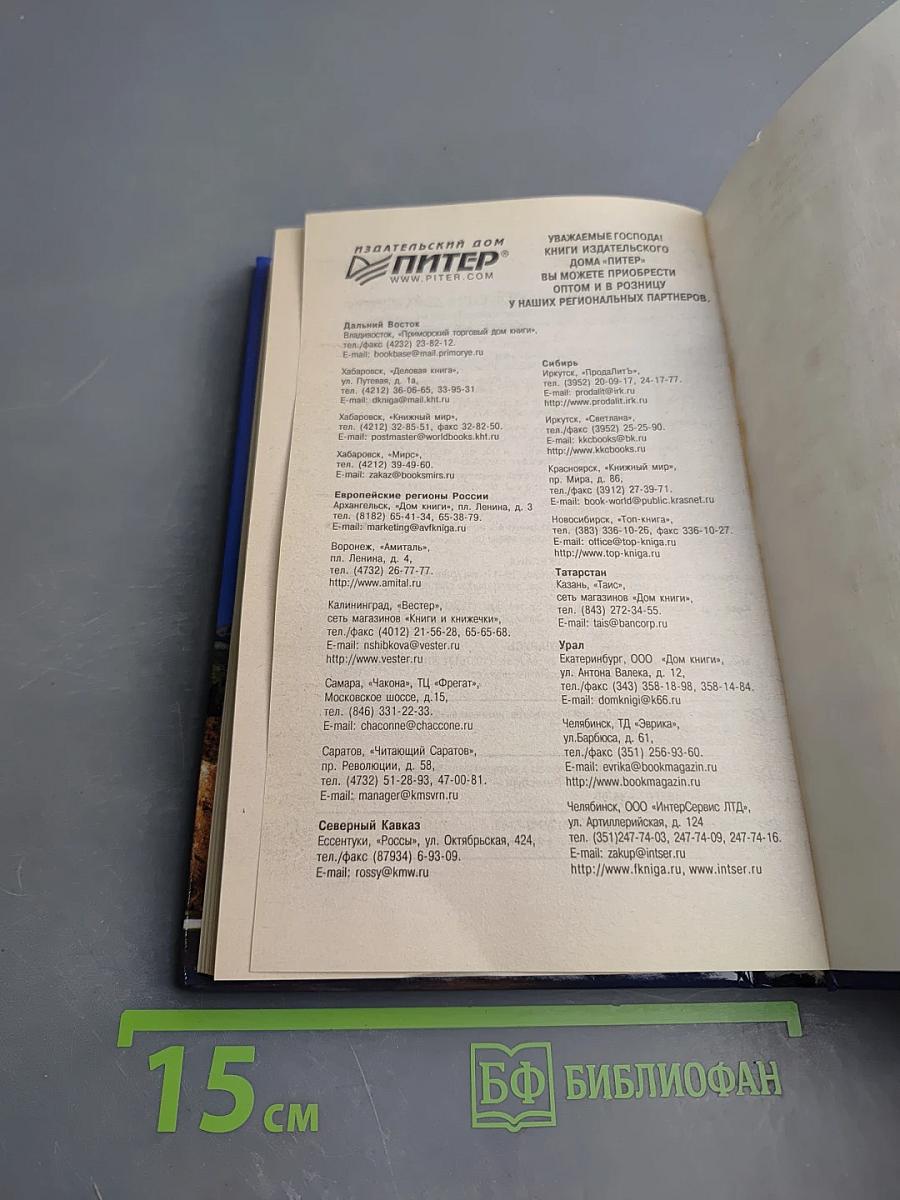 ИЗДАТЕЛЬСКИЙ ДОМ
ПИТЕР®
WWW.PITER.COM
УВАЖАЕМЫЕ ГОСПОДА!
КНИГИ ИЗДАТЕЛЬСКОГО
ДОМА «ПИТЕР»
ВЫ МОЖЕТЕ ПРИОБРЕСТИ
ОПТОМ И В РОЗНИЦУ
У НАШИХ РЕГИОНАЛЬНЫХ ПАРТНЕРОВ.
Дальний Восток
Владивосток, «Приморский торговый дом книги»,
тел./факс (4232) 23-82-12.
E-mail: bookbase@mail.primorye.ru
Хабаровск, «Деловая книга»,
ул. Путевая, д. 1а,
тел. (4212) 36-06-65, 33-95-31
E-mail: dkniga@mail.kht.ru
Хабаровск, «Книжный мир»,
тел. (4212) 32-85-51, факс 32-82-50.
E-mail: postmaster@worldbooks.kht.ru
Хабаровск, «Мирс»,
тел. (4212) 39-49-60.
E-mail: zakaz@booksmirs.ru
Европейские регионы России
Архангельск, «Дом книги», пл. Ленина, д. 3
тел. (8182) 65-41-34, 65-38-79.
E-mail: marketing@avfkniga.ru
Воронеж, «Амиталь»,
пл. Ленина, д. 4,
тел. (4732) 26-77-77.
http://www.amital.ru
Калининград, «Вестер»,
сеть магазинов «Книги и книжечки»,
тел./факс (4012) 21-56-28, 65-65-68.
E-mail: nshibkova@vester.ru
http://www.vester.ru
Самара, «Чакона», ТЦ «Фрегат»,
Московское шоссе, д.15,
тел. (846) 331-22-33.
E-mail: chaconne@chaccone.ru
Саратов, «Читающий Саратов»,
пр. Революции, д. 58,
тел. (4732) 51-28-93, 47-00-81.
E-mail: manager@kmsvrn.ru
Северный Кавказ
Ессентуки, «Россы», ул. Октябрьская, 424,
тел./факс (87934) 6-93-09.
E-mail: rossy@kmw.ru
Сибирь
Иркутск, «ПродаЛитЪ»,
тел. (3952) 20-09-17, 24-17-77.
E-mail: prodalit@irk.ru
http://www.prodalit.irk.ru
Иркутск, «Светлана»,
тел./факс (3952) 25-25-90.
E-mail: kkcbooks@bk.ru
http://www.kkcbooks.ru
Красноярск, «Книжный мир»,
пр. Мира, д. 86,
тел./факс (3912) 27-39-71.
E-mail: book-world@public.krasnet.ru
Новосибирск, «Топ-книга»,
тел. (383) 336-10-26, факс 336-10-27.
E-mail: office@top-kniga.ru
http://www.top-kniga.ru
Татарстан
Казань, «Таис»,
сеть магазинов «Дом книги»,
тел. (843) 272-34-55.
E-mail: tais@bancorp.ru
Урал
Екатеринбург, ООО «Дом книги»,
ул. Антона Валека, д. 12,
тел./факс (343) 358-18-98, 358-14-84.
E-mail: domknigi@k66.ru
Челябинск, ТД «Эврика»,
ул.Барбюса, д. 61,
тел./факс (351) 256-93-60.
E-mail: evrika@bookmagazin.ru
http://www.bookmagazin.ru
Челябинск, ООО «ИнтерСервис ЛТД»,
ул. Артиллерийская, д. 124
тел. (351)247-74-03, 247-74-09, 247-74-16.
E-mail: zakup@intser.ru
http://www.fkniga.ru, www.intser.ru
15 см
БФ БИБЛИОФАН